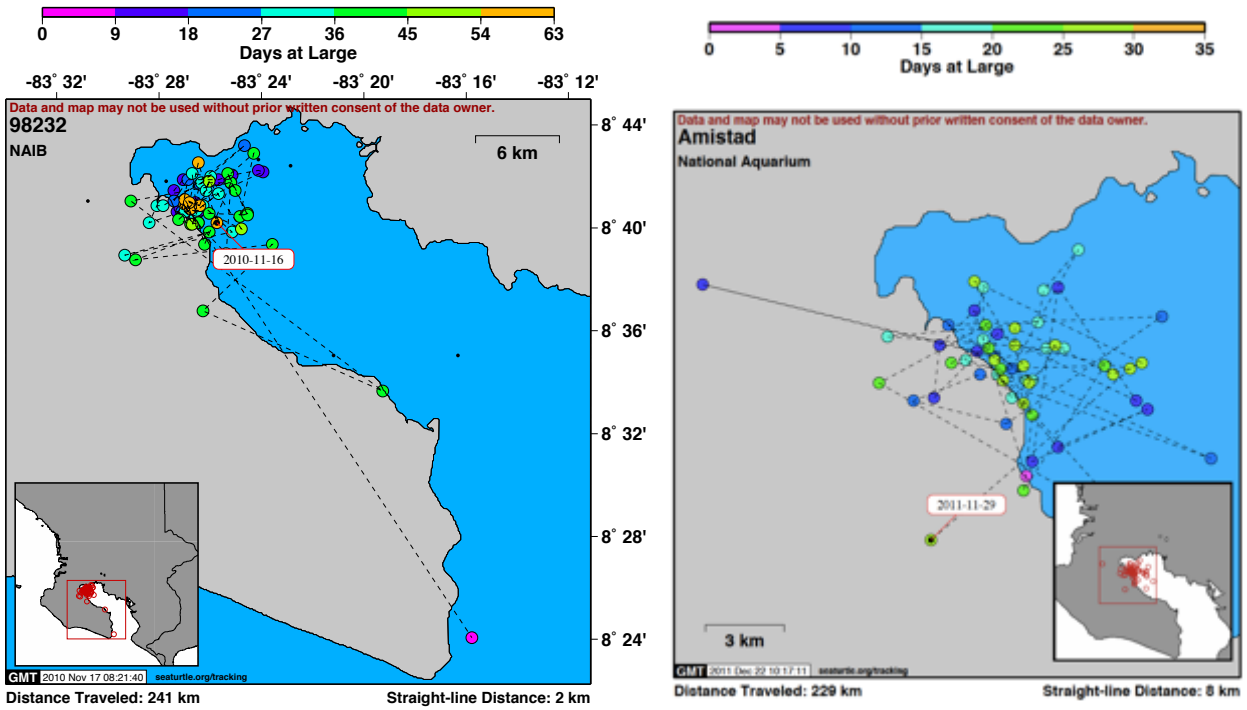 0 9 18 27 36 45 54 63
Days at Large
-83° 32' -83° 28' -83° 24' -83° 20' -83° 16' -83° 12'
Data and map may not be used without prior written consent of the data owner.
98232
NAIB
6 km
8° 44'
8° 40'
2010-11-16
8° 36'
8° 32'
8° 28'
8° 24'
GMT 2010 Nov 17 08:21:40 seaturtle.org/tracking
Distance Traveled: 241 km Straight-line Distance: 2 km
0 5 10 15 20 25 30 35
Days at Large
Data and map may not be used without prior written consent of the data owner.
Amistad
National Aquarium
2011-11-29
3 km
GMT 2011 Dec 22 10:17:11 seaturtle.org/tracking
Distance Traveled: 229 km Straight-line Distance: 8 km